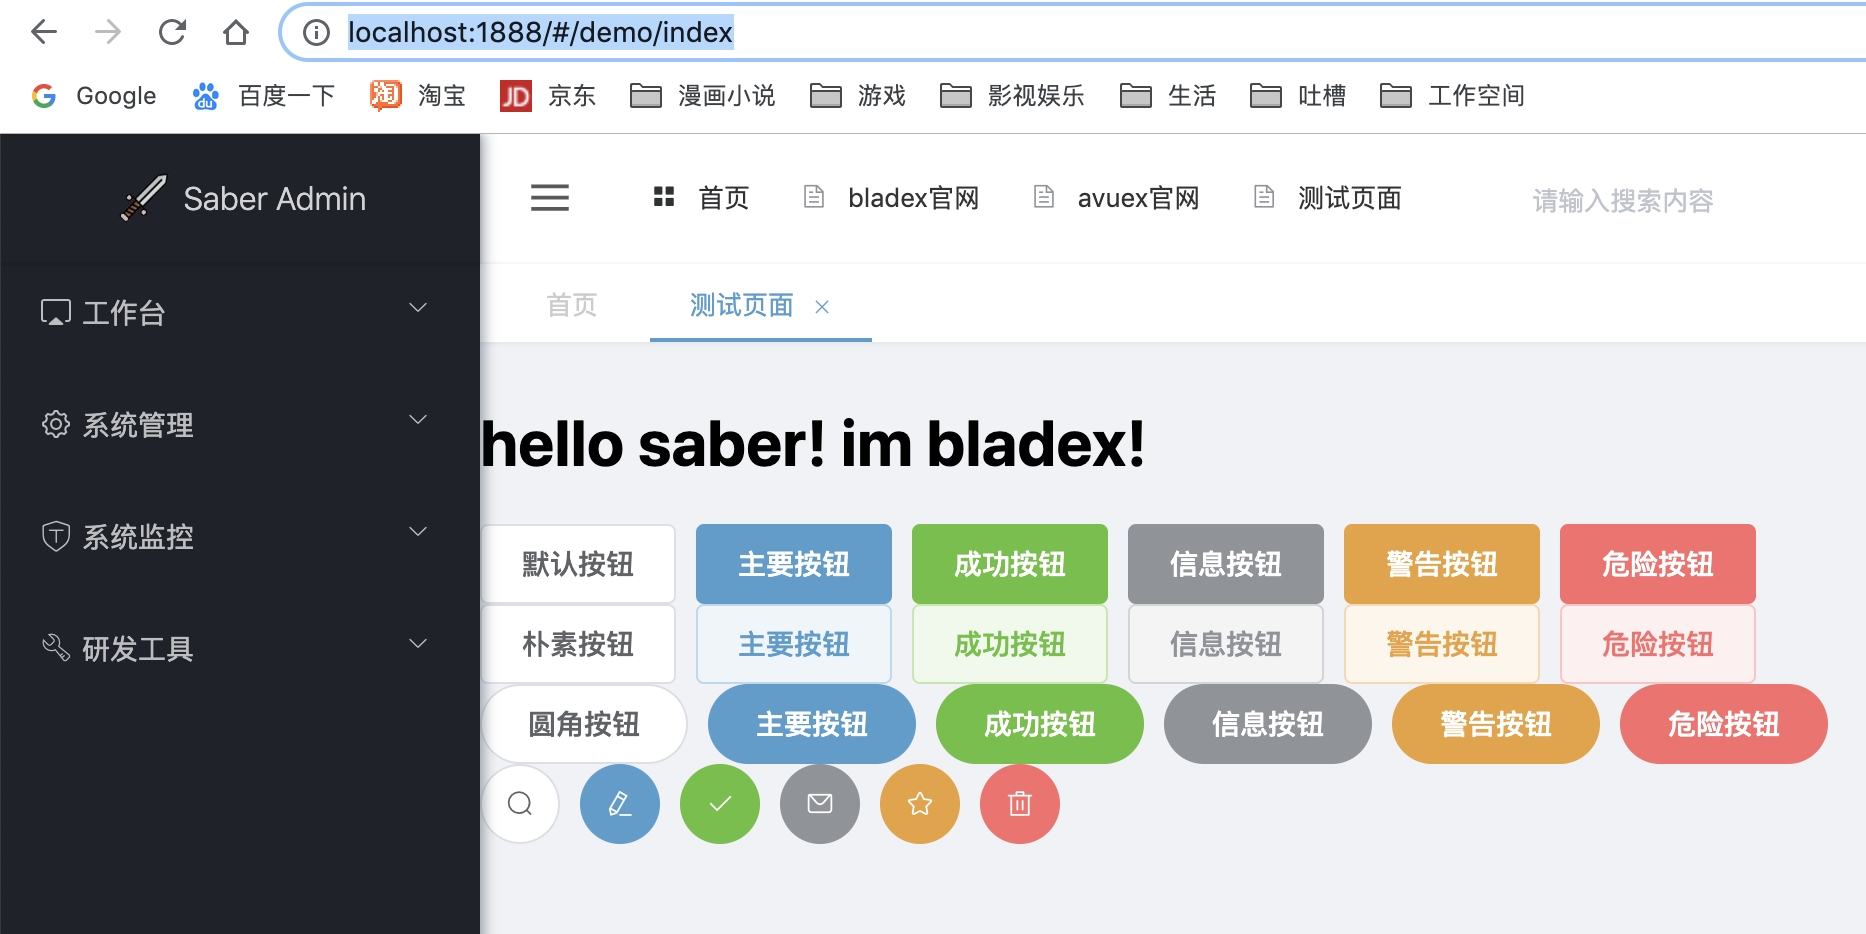 localhost:1888/#/demo/index
Google 百度一下 淘 淘宝 JD 京东 漫画小说 游戏 影视娱乐 生活 吐槽 工作空间
Saber Admin
首页 bladex官网 avuex官网 测试页面 请输入搜索内容
首页 测试页面
工作台
系统管理
系统监控
研发工具
hello saber! im bladex!
默认按钮 主要按钮 成功按钮 信息按钮 警告按钮 危险按钮
朴素按钮 主要按钮 成功按钮 信息按钮 警告按钮 危险按钮
圆角按钮 主要按钮 成功按钮 信息按钮 警告按钮 危险按钮